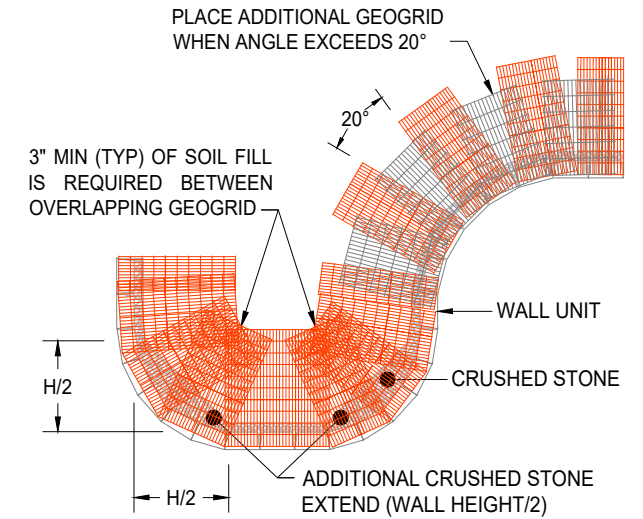 PLACE ADDITIONAL GEOGRID
WHEN ANGLE EXCEEDS 20°
20°
3" MIN (TYP) OF SOIL FILL
IS REQUIRED BETWEEN
OVERLAPPING GEOGRID
WALL UNIT
CRUSHED STONE
H/2
H/2
ADDITIONAL CRUSHED STONE
EXTEND (WALL HEIGHT/2)